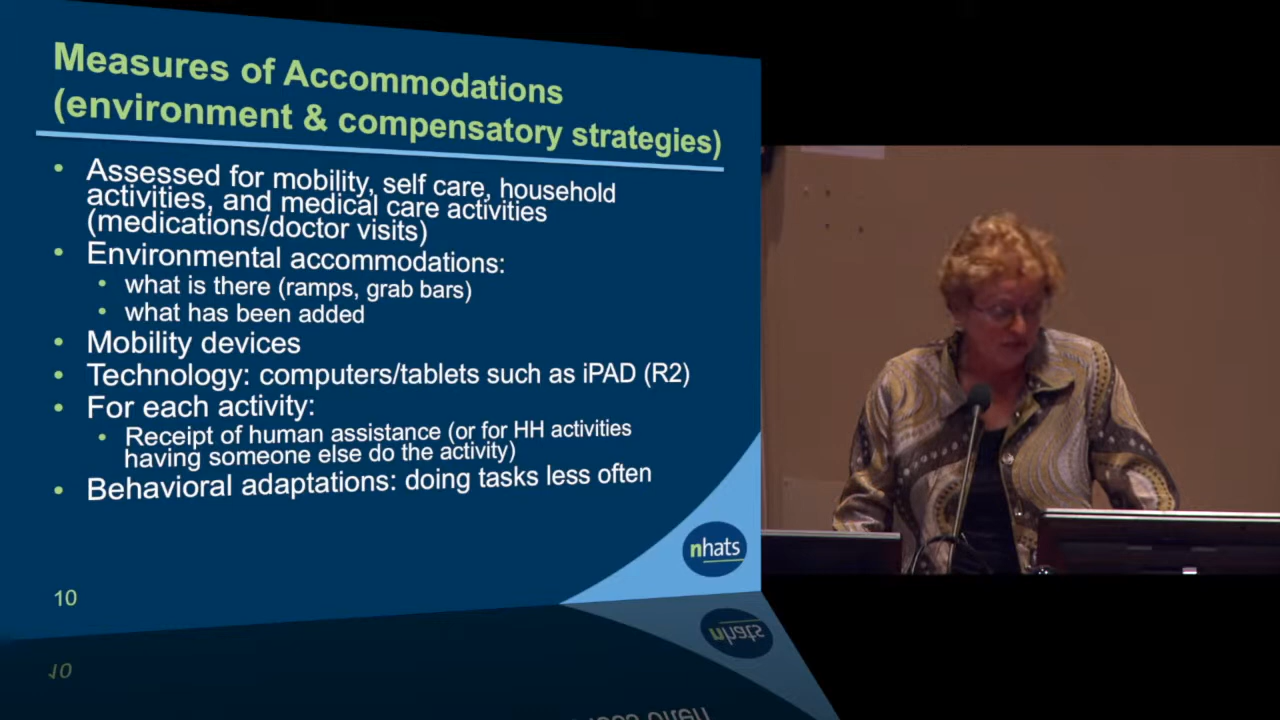 Measures of Accommodations
(environment & compensatory strategies)
• Assessed for mobility, self care, household
activities, and medical care activities
(medications/doctor visits)
• Environmental accommodations:
• what is there (ramps, grab bars)
• what has been added
• Mobility devices
• Technology: computers/tablets such as iPAD (R2)
• For each activity:
• Receipt of human assistance (or for HH activities
having someone else do the activity)
• Behavioral adaptations: doing tasks less often
nhats
10